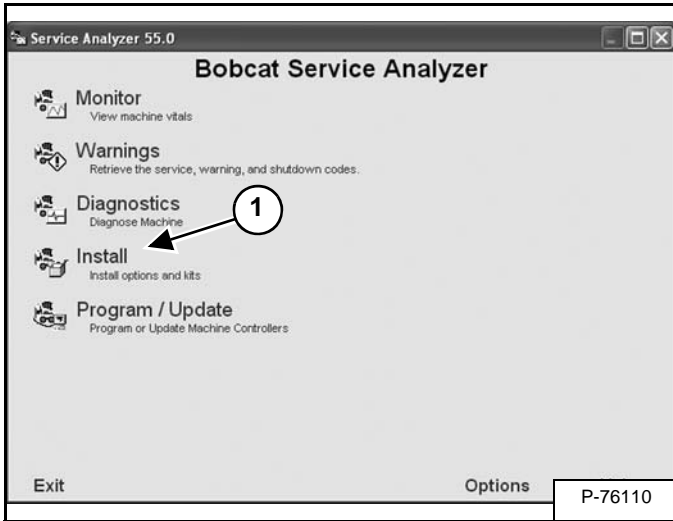 Service Analyzer 55.0
Bobcat Service Analyzer
Monitor
View machine vitals
Warnings
Retrieve the service, warning, and shutdown codes.
Diagnostics
Diagnose Machine
1
Install
Install options and kits
Program / Update
Program or Update Machine Controllers
Exit
Options
P-76110